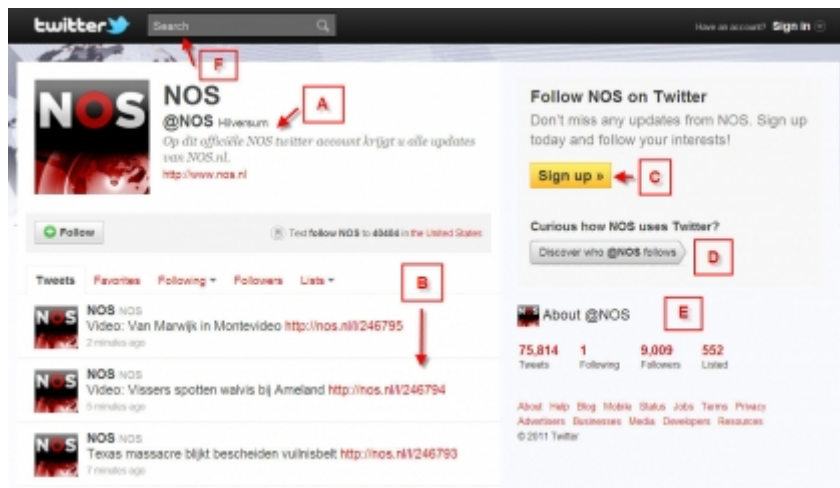 twitter Search Have an account? Sign in
F
NOS
NOS
A
@NOS Hilversum
Op dit officiële NOS twitter account krijgt u alle updates
van NOS.nl.
http://www.nos.nl
Follow
Text follow NOS to 40404 in the United States
Tweets Favorites Following Followers Lists
B
NOS NOS NOS
Video: Van Marwijk in Montevideo http://nos.nl/l/246795
2 minutes ago
NOS NOS NOS
Video: Vissers spotten walvis bij Ameland http://nos.nl/l/246794
5 minutes ago
NOS NOS NOS
Texas massacre blijkt bescheiden vuilnisbelt http://nos.nl/l/246793
7 minutes ago
Follow NOS on Twitter
Don't miss any updates from NOS. Sign up
today and follow your interests!
Sign up »
C
Curious how NOS uses Twitter?
Discover who @NOS follows
D
NOS About @NOS
E
75,814 1 9,009 552
Tweets Following Followers Listed
About Help Blog Mobile Status Jobs Terms Privacy
Advertisers Businesses Media Developers Resources
© 2011 Twitter